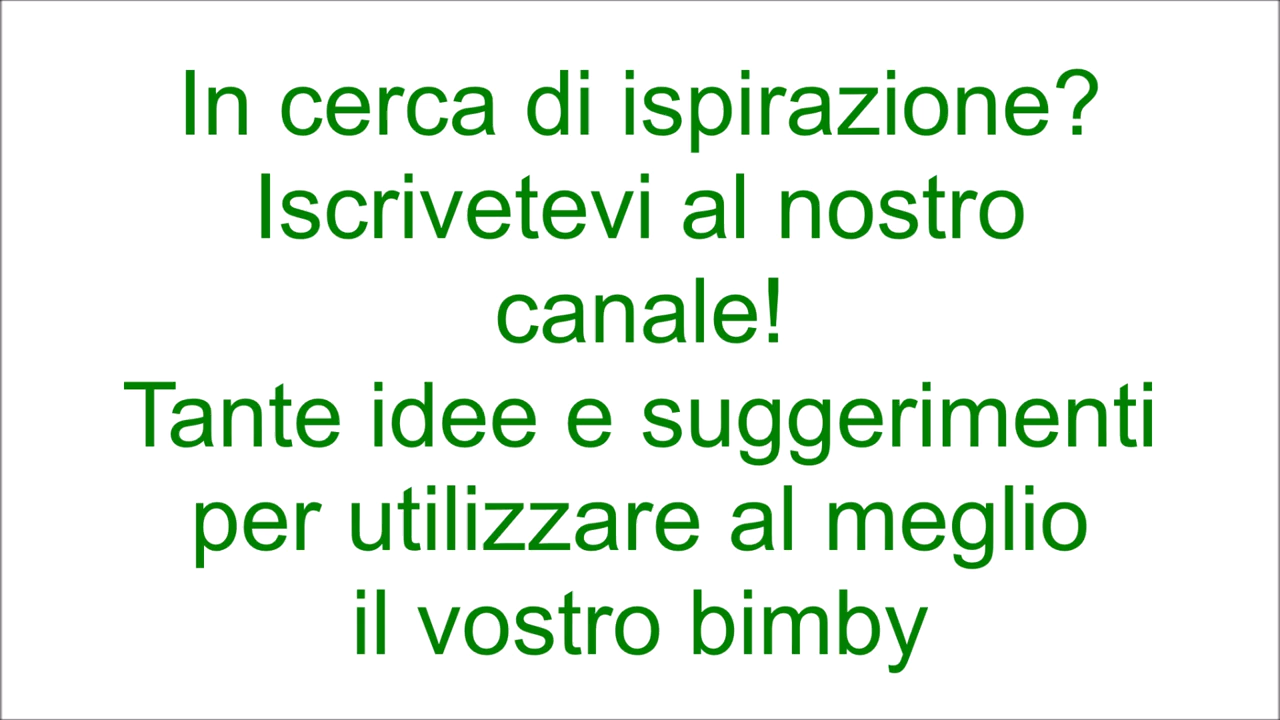 In cerca di ispirazione?
Iscrivetevi al nostro
canale!
Tante idee e suggerimenti
per utilizzare al meglio
il vostro bimby